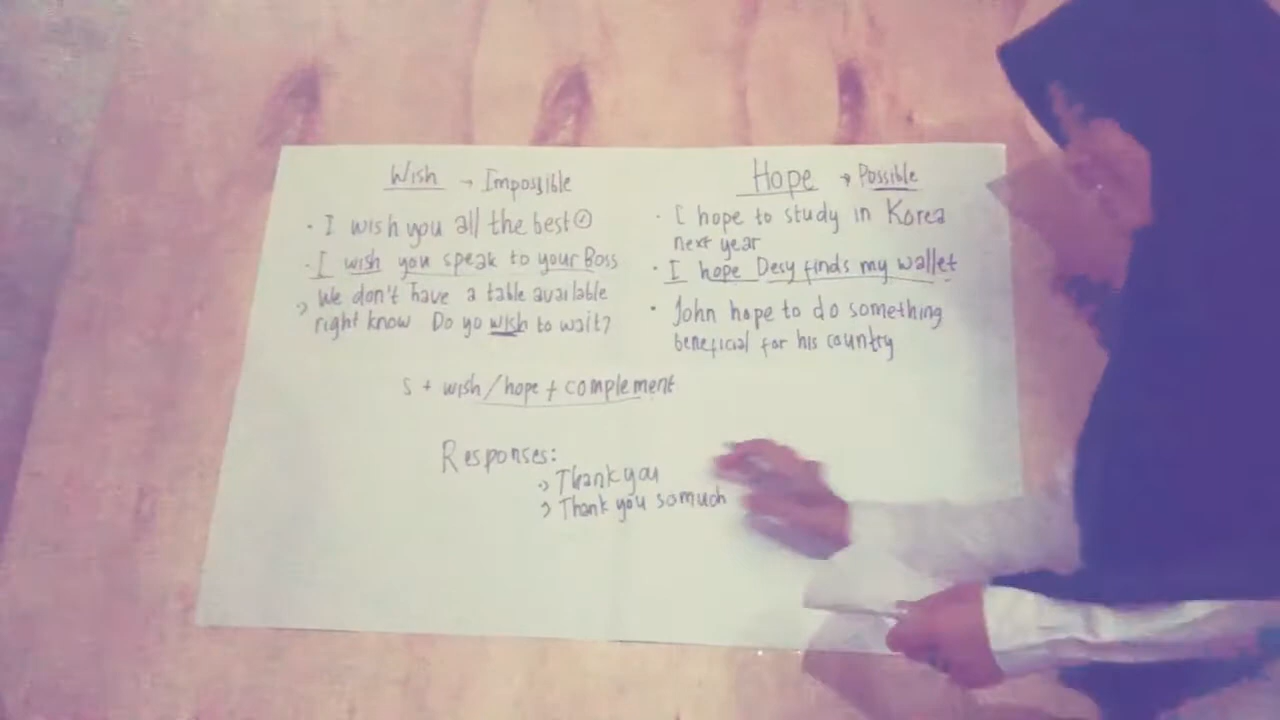 Wish → Impossible
• I wish you all the best
• I wish you speak to your Boss
> We don't have a table available
right know Do yo wish to wait?
Hope → Possible
• I hope to study in Korea
next year
• I hope Desy finds my wallet
• John hope to do something
beneficial for his country
S + wish/hope + complement
Responses:
> Thank you
> Thank you so much